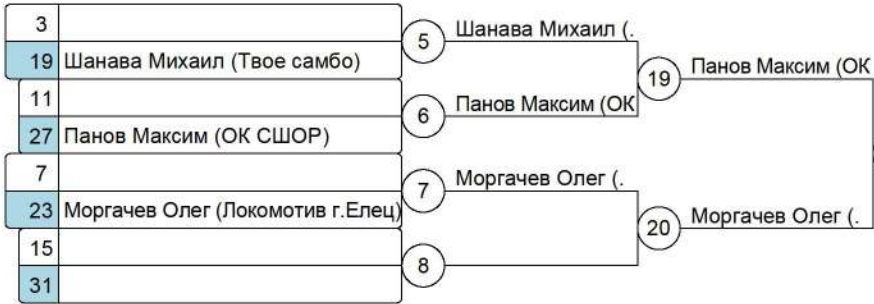 3
19 Шанава Михаил (Твое самбо)
11
27 Панов Максим (ОК СШОР)
7
23 Моргачев Олег (Локомотив г.Елец)
15
31
5 Шанава Михаил (.
6 Панов Максим (ОК
7 Моргачев Олег (.
8
19 Панов Максим (ОК
20 Моргачев Олег (.